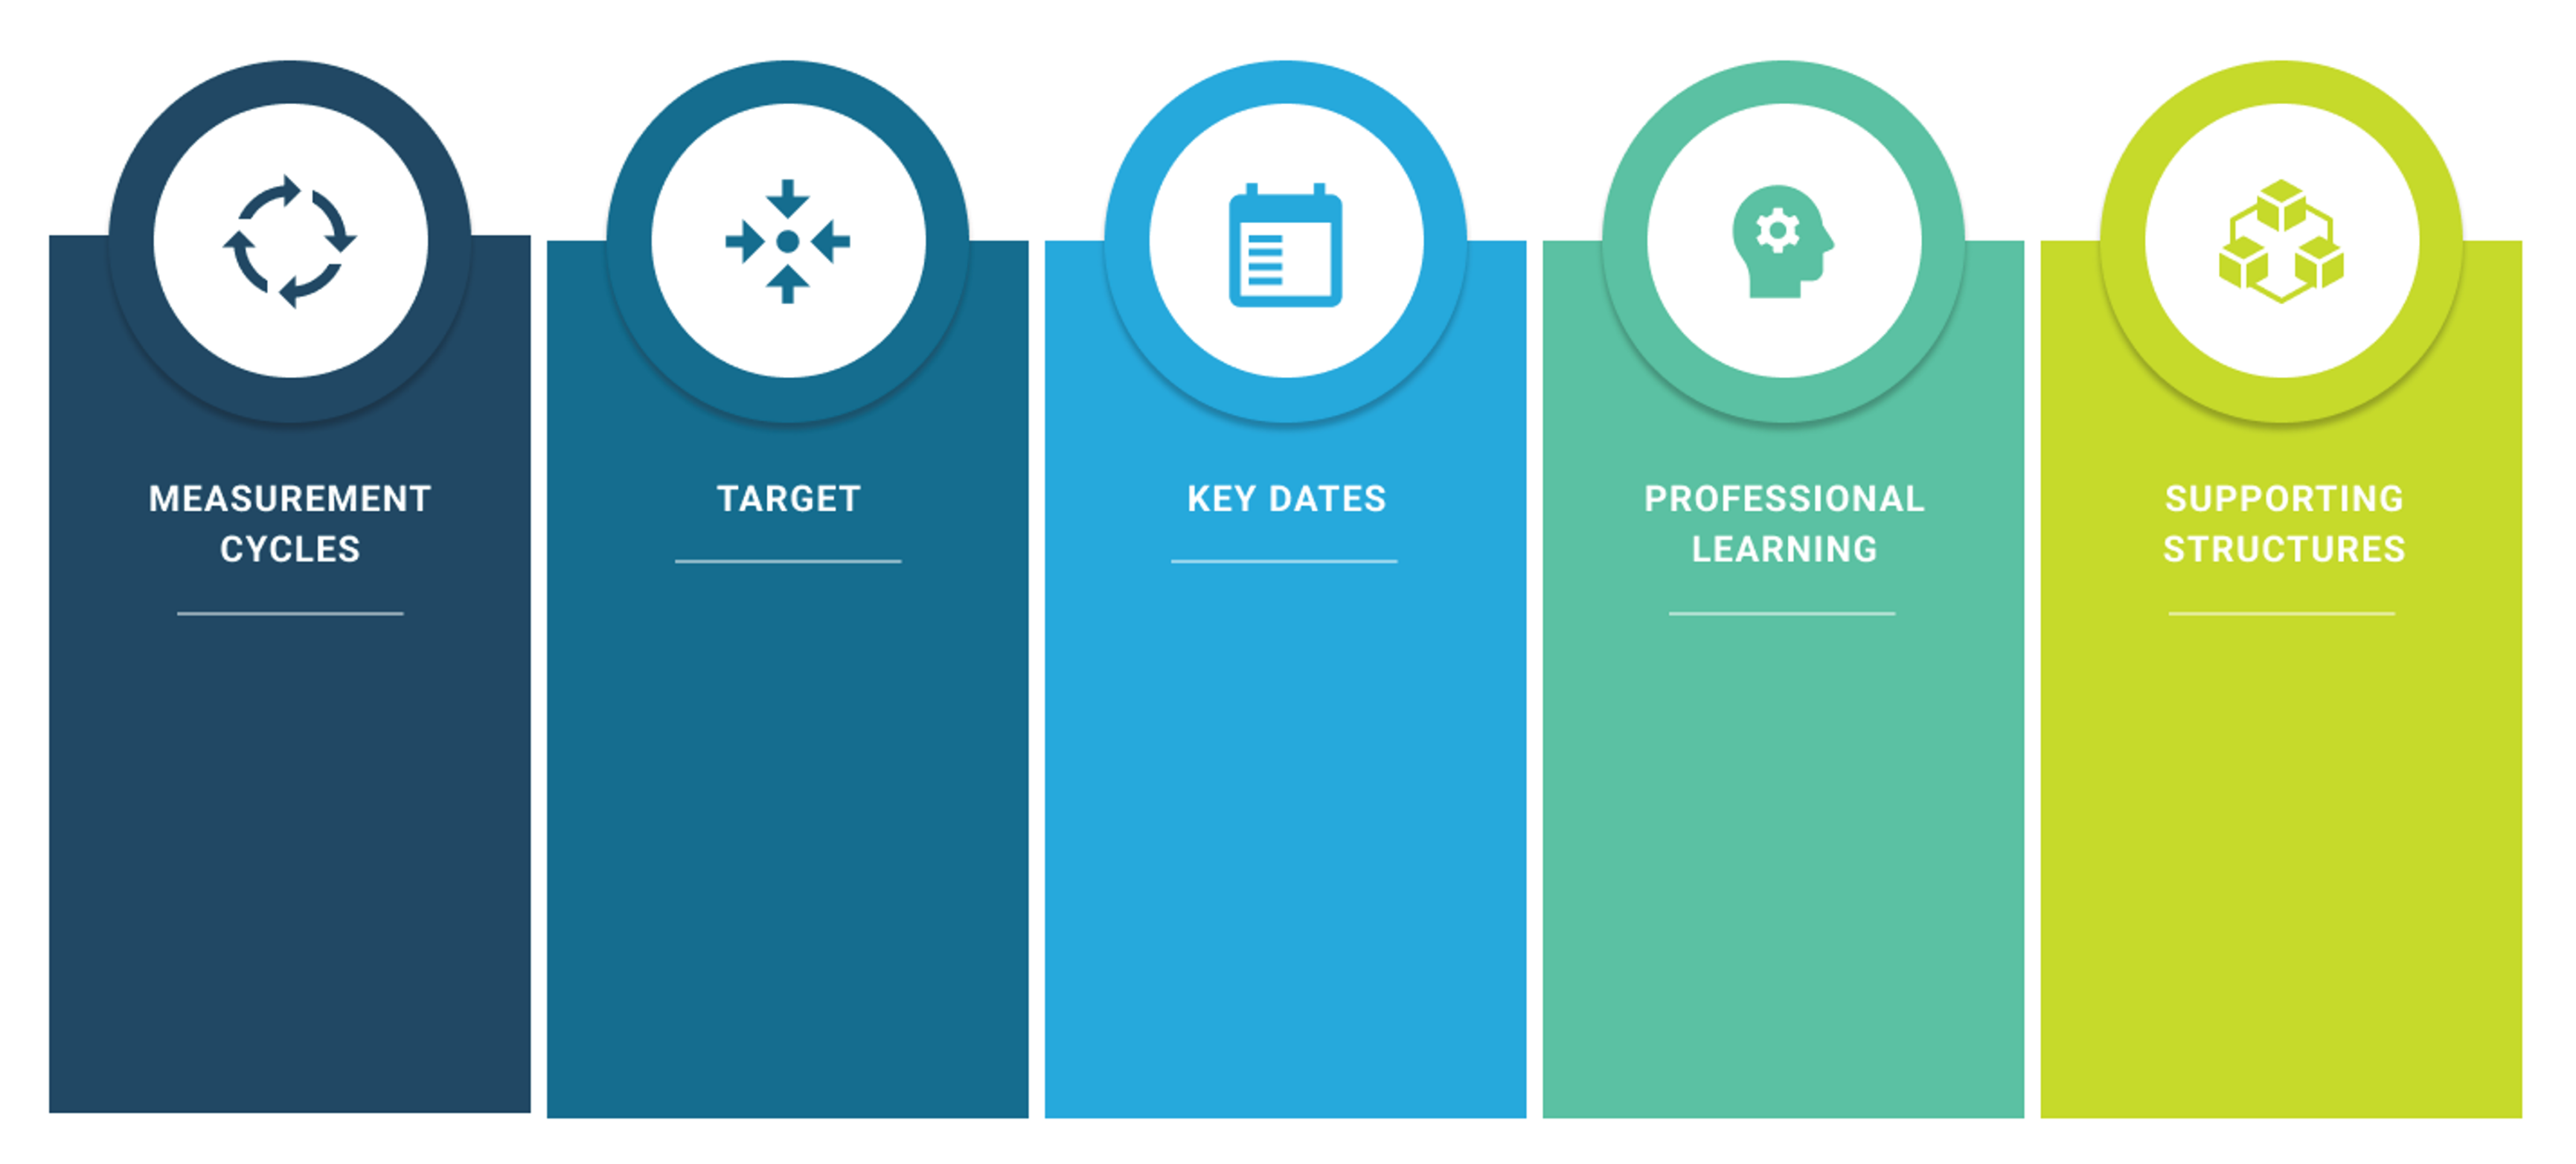 MEASUREMENT
CYCLES
TARGET
KEY DATES
PROFESSIONAL
LEARNING
SUPPORTING
STRUCTURES